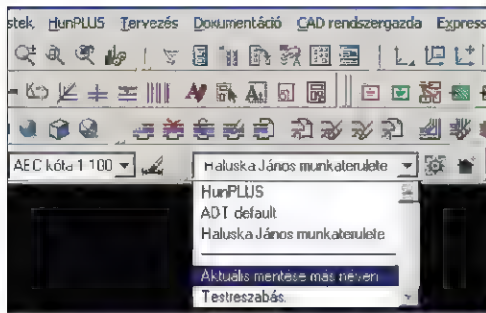 stek HunPLUS Tervezés Dokumentáció CAD rendszergazda Express
AEC kóta 1:100 Haluska János munkaterulete
HunPLUS
ADT default
Haluska János munkaterulete
Aktuális mentése más néven
Testreszabás.